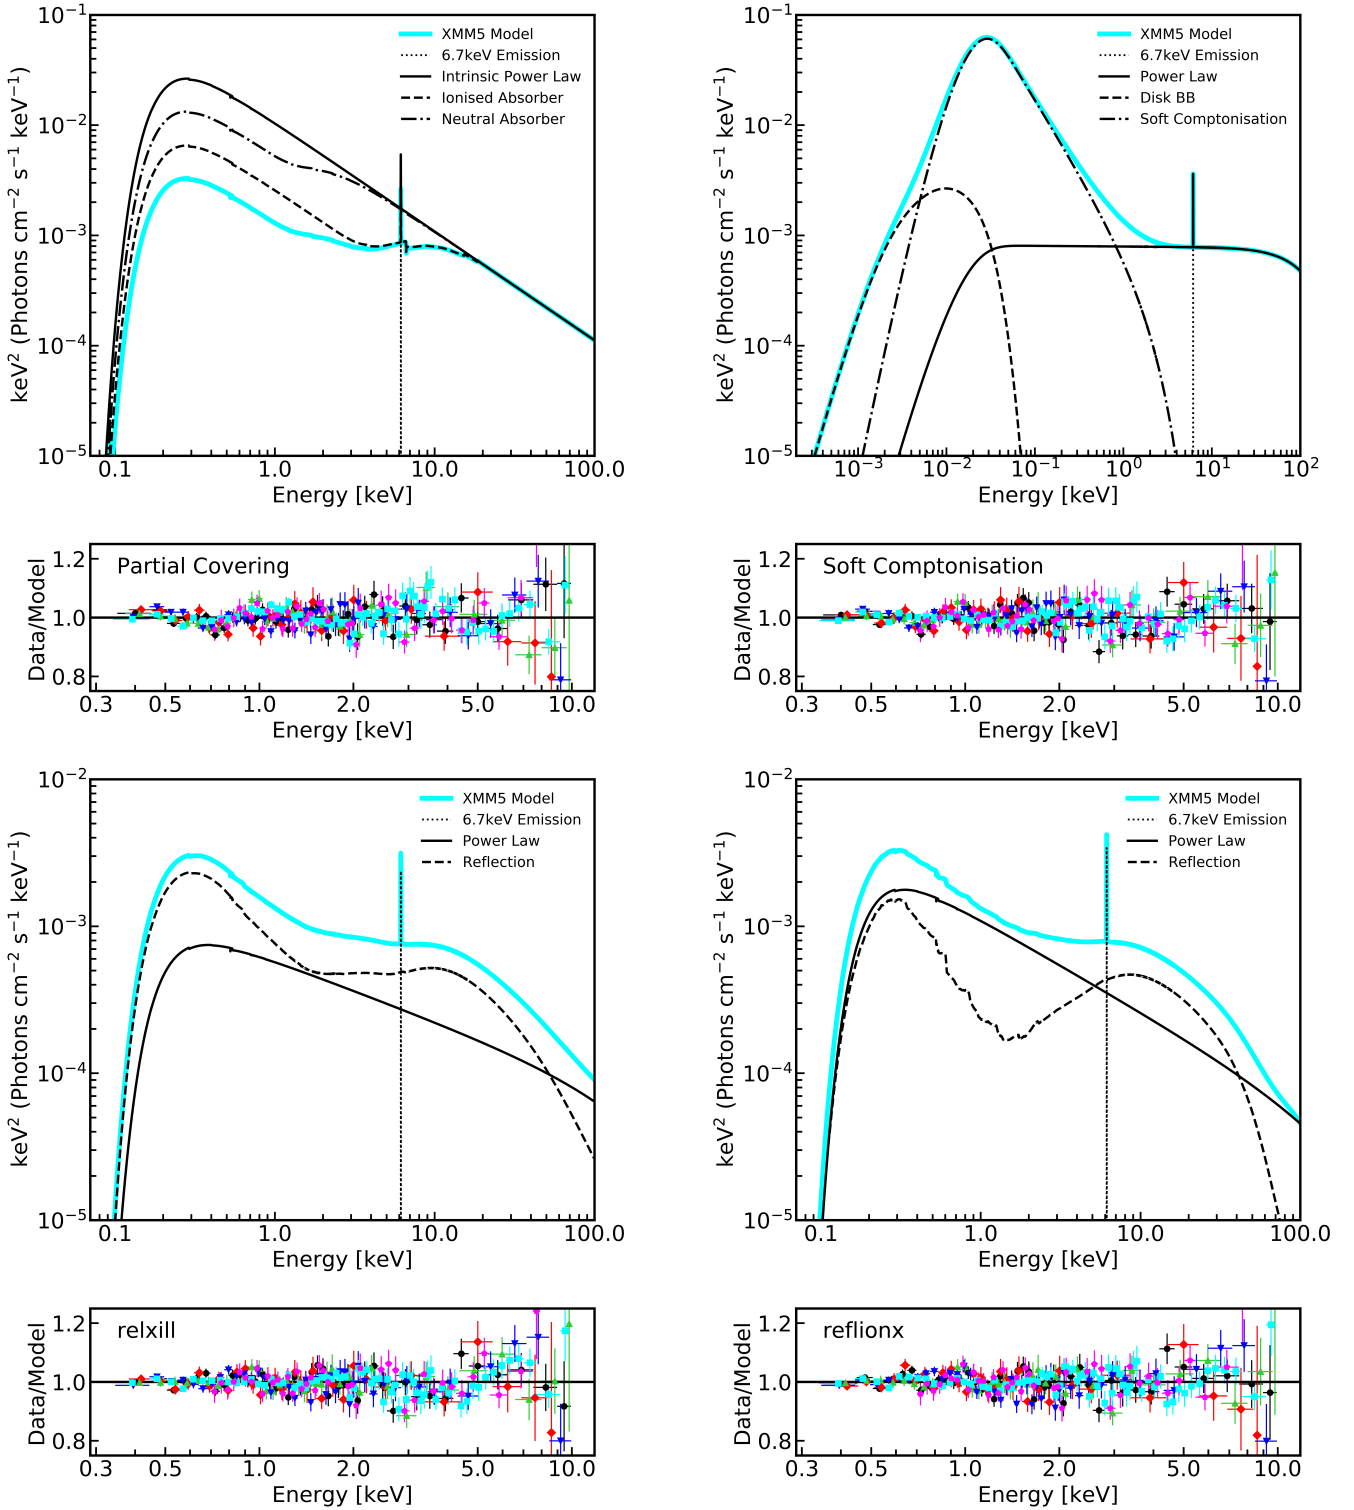 10⁻¹
10⁻²
10⁻³
10⁻⁴
10⁻⁵
keV² (Photons cm⁻² s⁻¹ keV⁻¹)
XMM5 Model
6.7keV Emission
Intrinsic Power Law
Ionised Absorber
Neutral Absorber
0.1 1.0 10.0 100.0
Energy [keV]
10⁻¹
10⁻²
10⁻³
10⁻⁴
10⁻⁵
keV² (Photons cm⁻² s⁻¹ keV⁻¹)
XMM5 Model
6.7keV Emission
Power Law
Disk BB
Soft Comptonisation
10⁻³ 10⁻² 10⁻¹ 10⁰ 10¹ 10²
Energy [keV]
Partial Covering
1.2
1.0
0.8
Data/Model
0.3 0.5 1.0 2.0 5.0 10.0
Energy [keV]
Soft Comptonisation
1.2
1.0
0.8
Data/Model
0.3 0.5 1.0 2.0 5.0 10.0
Energy [keV]
10⁻²
10⁻³
10⁻⁴
10⁻⁵
keV² (Photons cm⁻² s⁻¹ keV⁻¹)
XMM5 Model
6.7keV Emission
Power Law
Reflection
0.1 1.0 10.0 100.0
Energy [keV]
10⁻²
10⁻³
10⁻⁴
10⁻⁵
keV² (Photons cm⁻² s⁻¹ keV⁻¹)
XMM5 Model
6.7keV Emission
Power Law
Reflection
0.1 1.0 10.0 100.0
Energy [keV]
relxill
1.2
1.0
0.8
Data/Model
0.3 0.5 1.0 2.0 5.0 10.0
Energy [keV]
reflionx
1.2
1.0
0.8
Data/Model
0.3 0.5 1.0 2.0 5.0 10.0
Energy [keV]